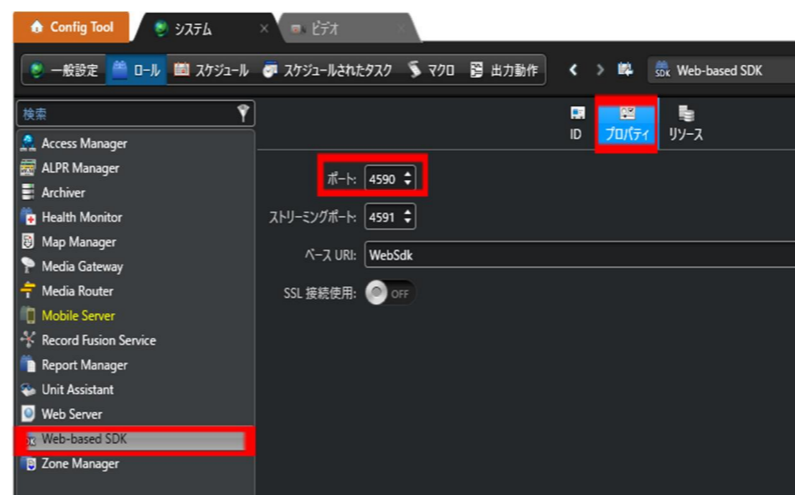 Config Tool
システム
ビデオ
一般設定 ロール スケジュール スケジュールされたタスク マクロ 出力動作 SDK Web-based SDK
検索
ID プロパティ リソース
Access Manager
ALPR Manager
Archiver
Health Monitor
Map Manager
Media Gateway
Media Router
Mobile Server
Record Fusion Service
Report Manager
Unit Assistant
Web Server
Web-based SDK
Zone Manager
ポート: 4590
ストリーミングポート: 4591
ベース URI: WebSdk
SSL 接続使用: OFF